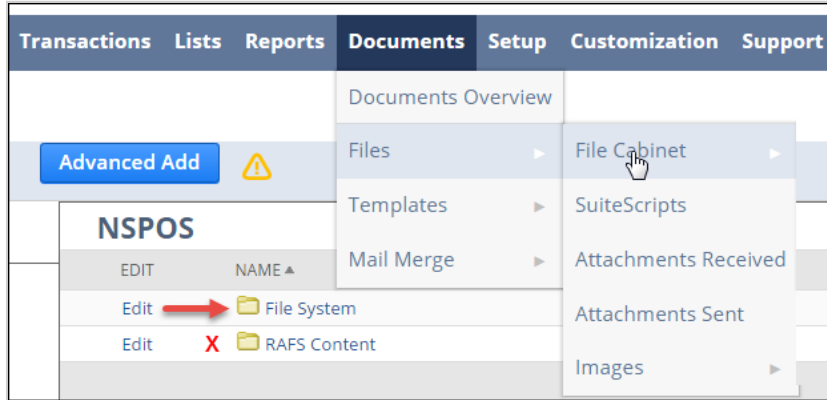 Transactions Lists Reports Documents Setup Customization Support
Documents Overview
Files
File Cabinet
Advanced Add
Templates
SuiteScripts
NSPOS
Mail Merge
Attachments Received
EDIT NAME
Edit File System
Attachments Sent
Edit X RAFS Content
Images